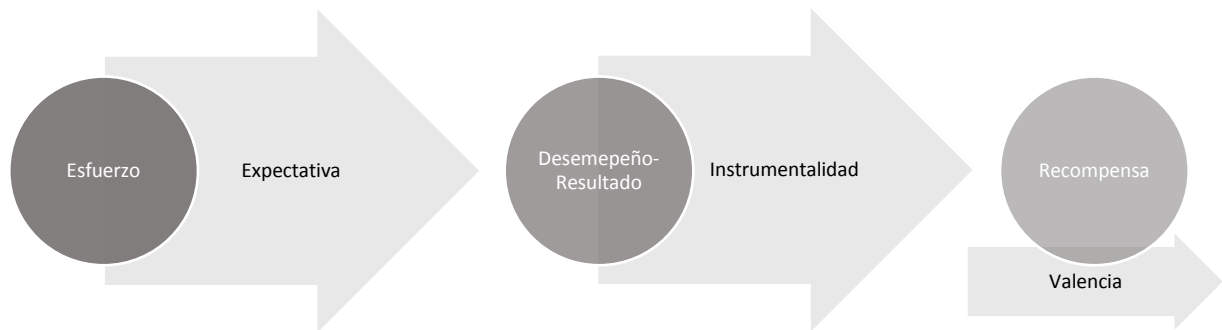 Esfuerzo
Expectativa
Desemepeño-
Resultado
Instrumentalidad
Recompensa
Valencia